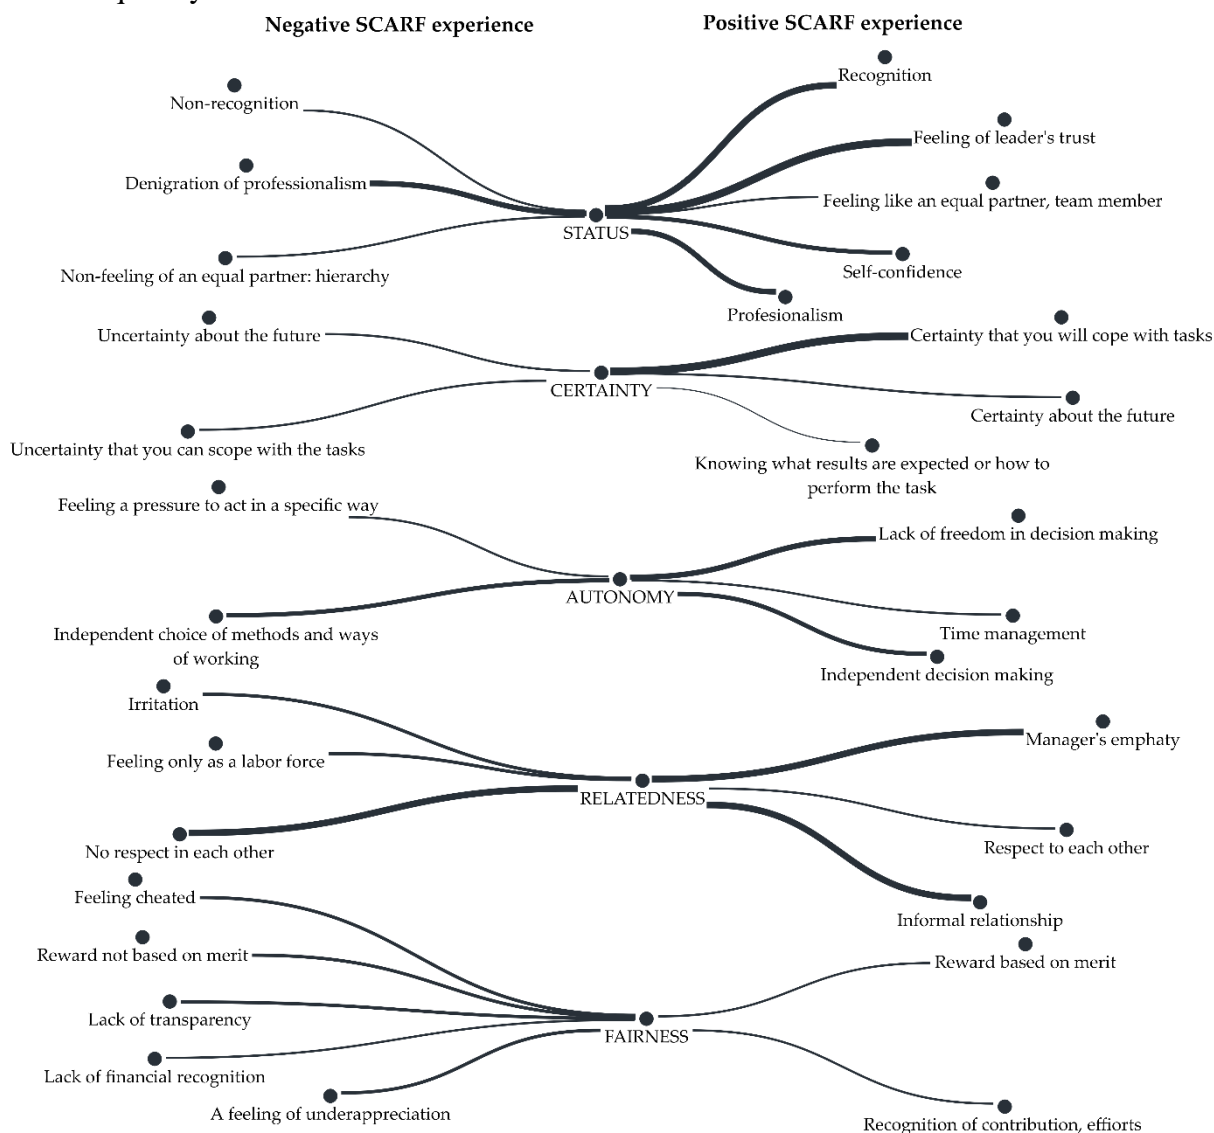 Negative SCARF experience
Positive SCARF experience
Recognition
Non-recognition
Feeling of leader's trust
Denigration of professionalism
Feeling like an equal partner, team member
STATUS
Non-feeling of an equal partner: hierarchy
Self-confidence
Profesionalism
Uncertainty about the future
Certainty that you will cope with tasks
CERTAINTY
Certainty about the future
Uncertainty that you can scope with the tasks
Knowing what results are expected or how to
perform the task
Feeling a pressure to act in a specific way
Lack of freedom in decision making
AUTONOMY
Independent choice of methods and ways
of working
Time management
Independent decision making
Irritation
Manager's emphaty
Feeling only as a labor force
RELATEDNESS
No respect in each other
Respect to each other
Feeling cheated
Informal relationship
Reward not based on merit
Reward based on merit
Lack of transparency
FAIRNESS
Lack of financial recognition
A feeling of underappreciation
Recognition of contribution, effiorts